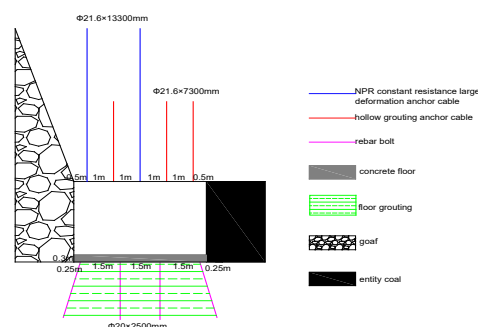 Φ21.6×13300mm
Φ21.6×7300mm
0.5m 1m 1m 1m 1m 0.5m
0.3m
0.25m 1.5m 1.5m 1.5m 0.25m
Φ20×2500mm
NPR constant resistance large
deformation anchor cable
hollow grouting anchor cable
rebar bolt
concrete floor
floor grouting
goaf
entity coal